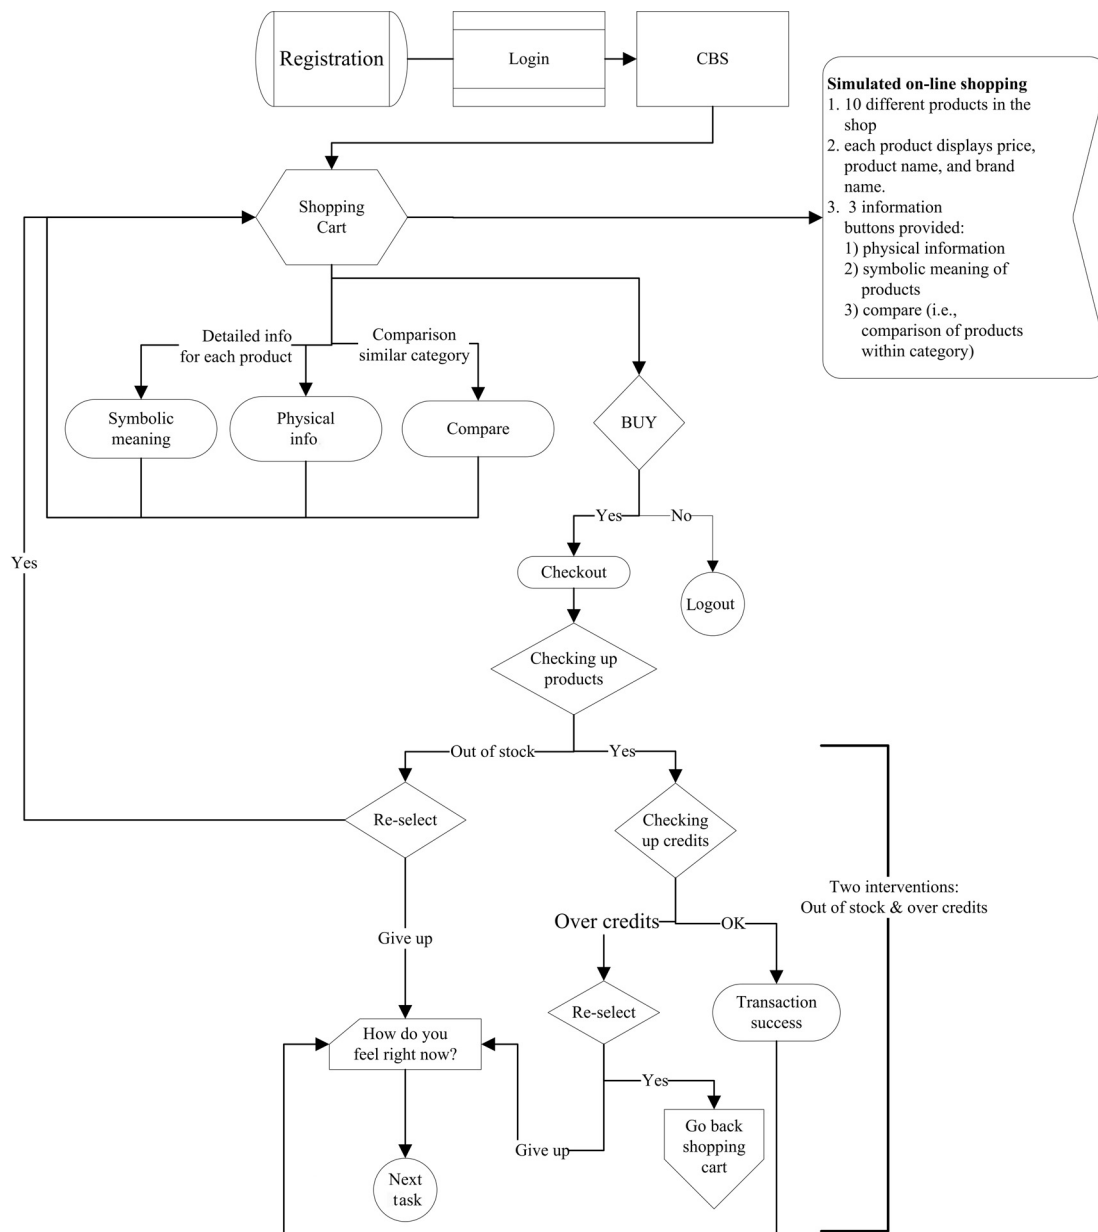 Registration
Login
CBS
Simulated on-line shopping
1. 10 different products in the
shop
2. each product displays price,
product name, and brand
name.
3. 3 information
buttons provided:
1) physical information
2) symbolic meaning of
products
3) compare (i.e.,
comparison of products
within category)
Shopping
Cart
Detailed info
for each product
Comparison
similar category
Symbolic
meaning
Physical
info
Compare
BUY
Yes
No
Yes
Checkout
Logout
Checking up
products
Out of stock
Yes
Re-select
Checking
up credits
Two interventions:
Out of stock & over credits
Give up
Over credits
OK
Re-select
Transaction
success
How do you
feel right now?
Yes
Give up
Go back
shopping
cart
Next
task